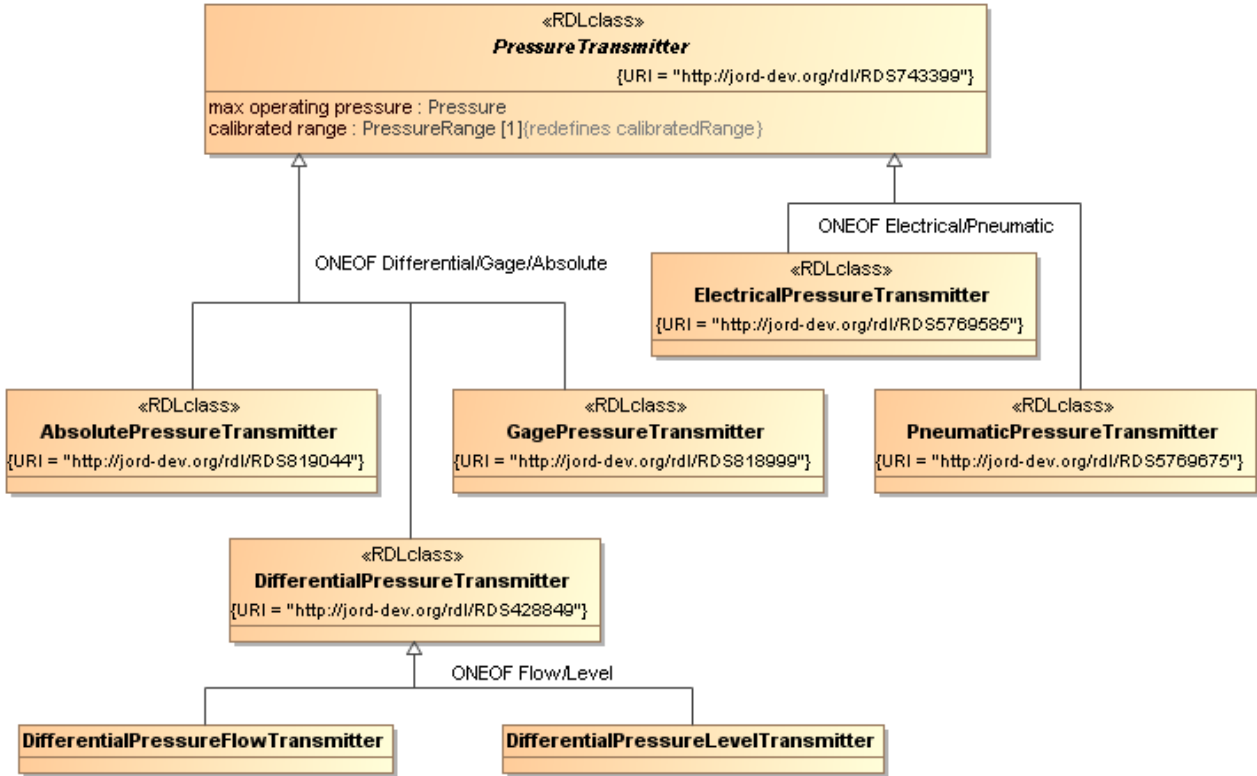 «RDLclass»
PressureTransmitter
{URI = "http://jord-dev.org/rdl/RDS743399"}
max operating pressure : Pressure
calibrated range : PressureRange [1]{redefines calibratedRange}
ONEOF Differential/Gage/Absolute
ONEOF Electrical/Pneumatic
«RDLclass»
ElectricalPressureTransmitter
{URI = "http://jord-dev.org/rdl/RDS5769585"}
«RDLclass»
AbsolutePressureTransmitter
{URI = "http://jord-dev.org/rdl/RDS819044"}
«RDLclass»
GagePressureTransmitter
{URI = "http://jord-dev.org/rdl/RDS818999"}
«RDLclass»
PneumaticPressureTransmitter
{URI = "http://jord-dev.org/rdl/RDS5769675"}
«RDLclass»
DifferentialPressureTransmitter
{URI = "http://jord-dev.org/rdl/RDS428849"}
ONEOF Flow/Level
DifferentialPressureFlowTransmitter
DifferentialPressureLevelTransmitter